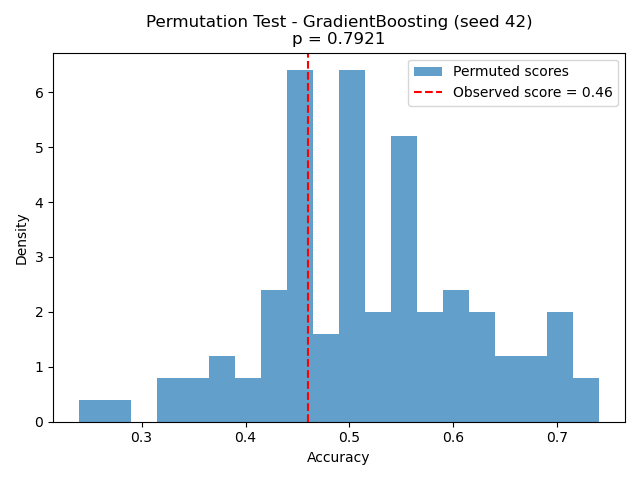 Permutation Test - GradientBoosting (seed 42)
p = 0.7921
Permuted scores
Observed score = 0.46
Density
6
5
4
3
2
1
0
0.3 0.4 0.5 0.6 0.7
Accuracy